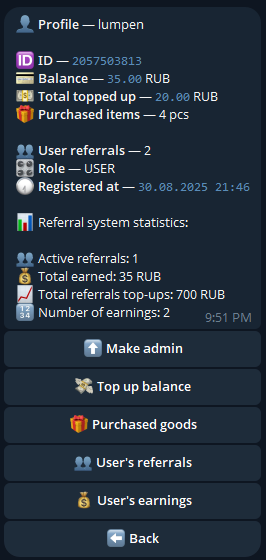 👤 Profile — lumpen
🆔 ID — 2057503813
💳 Balance — 35.00 RUB
💵 Total topped up — 20.00 RUB
🎁 Purchased items — 4 pcs
👥 User referrals — 2
🎛 Role — USER
🕢 Registered at — 30.08.2025 21:46
📊 Referral system statistics:
👥 Active referrals: 1
💰 Total earned: 35 RUB
📈 Total referrals top-ups: 700 RUB
🔢 Number of earnings: 2
9:51 PM
⬆️ Make admin
💸 Top up balance
🎁 Purchased goods
👥 User's referrals
💰 User's earnings
⬅️ Back